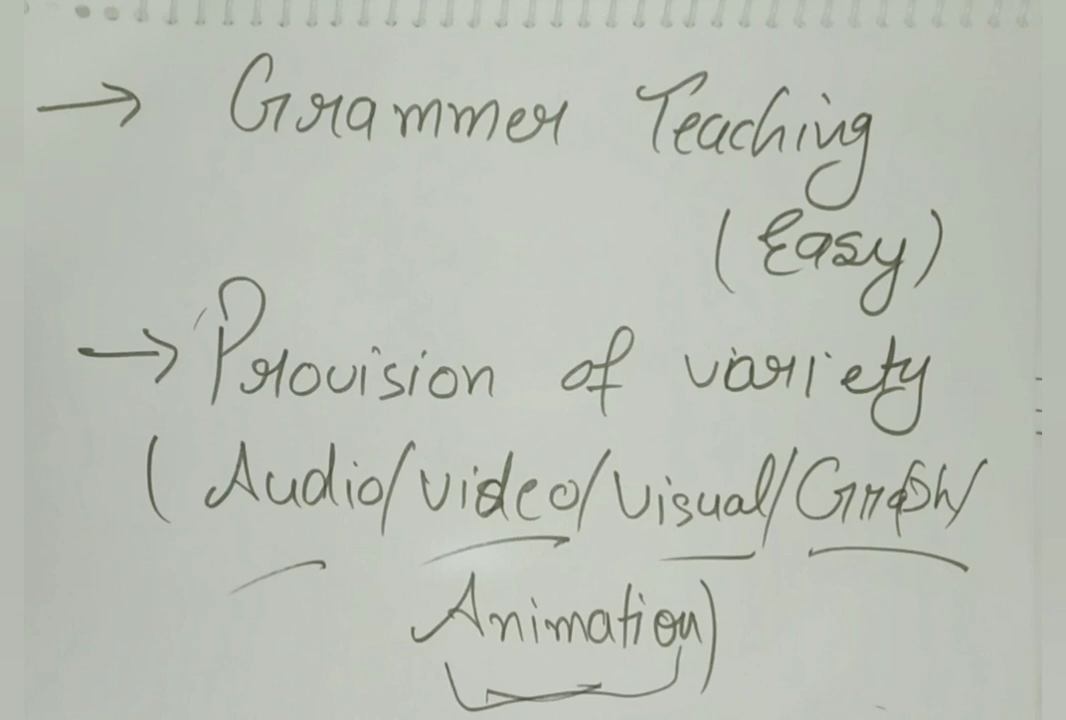 → Grammer Teaching
(Easy)
→ Provision of variety
(Audio/video/visual/Graph/
Animation)